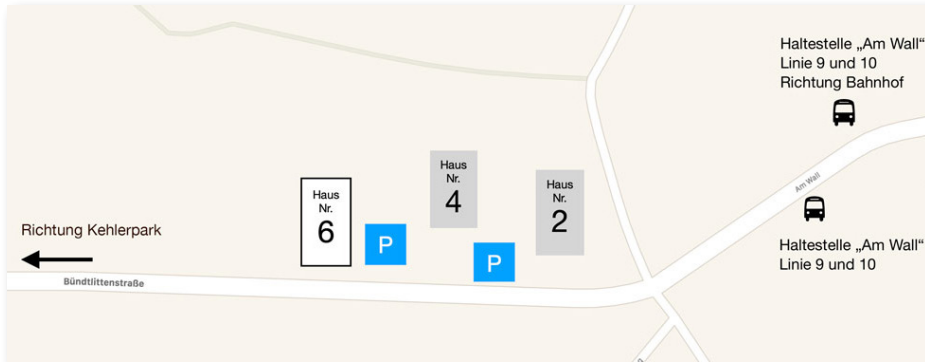 Haltestelle „Am Wall“
Linie 9 und 10
Richtung Bahnhof
Am Wall
Haus
Nr.
4
Haus
Nr.
2
Haus
Nr.
6
P
P
Richtung Kehlerpark
Bündtlittenstraße
Haltestelle „Am Wall“
Linie 9 und 10